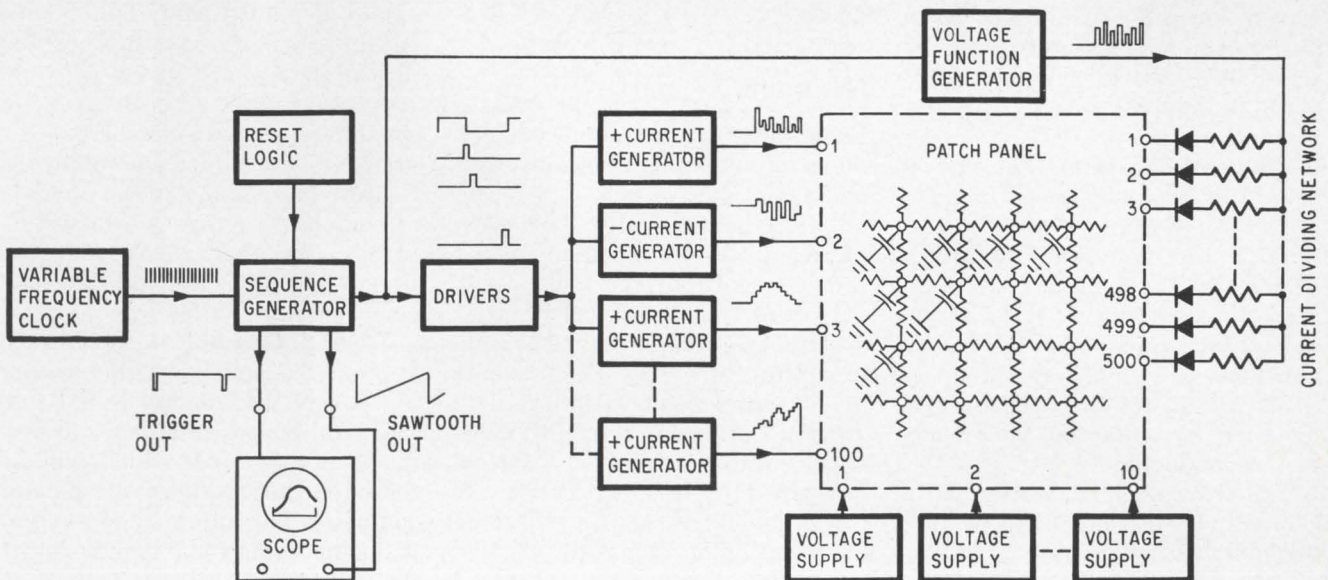 VOLTAGE
FUNCTION
GENERATOR
RESET
LOGIC
+CURRENT
GENERATOR
1
PATCH PANEL
1
2
3
498
499
500
CURRENT DIVIDING NETWORK
-CURRENT
GENERATOR
2
VARIABLE
FREQUENCY
CLOCK
SEQUENCE
GENERATOR
DRIVERS
+CURRENT
GENERATOR
3
TRIGGER
OUT
SAWTOOTH
OUT
+CURRENT
GENERATOR
100
1
2
10
SCOPE
VOLTAGE
SUPPLY
VOLTAGE
SUPPLY
VOLTAGE
SUPPLY